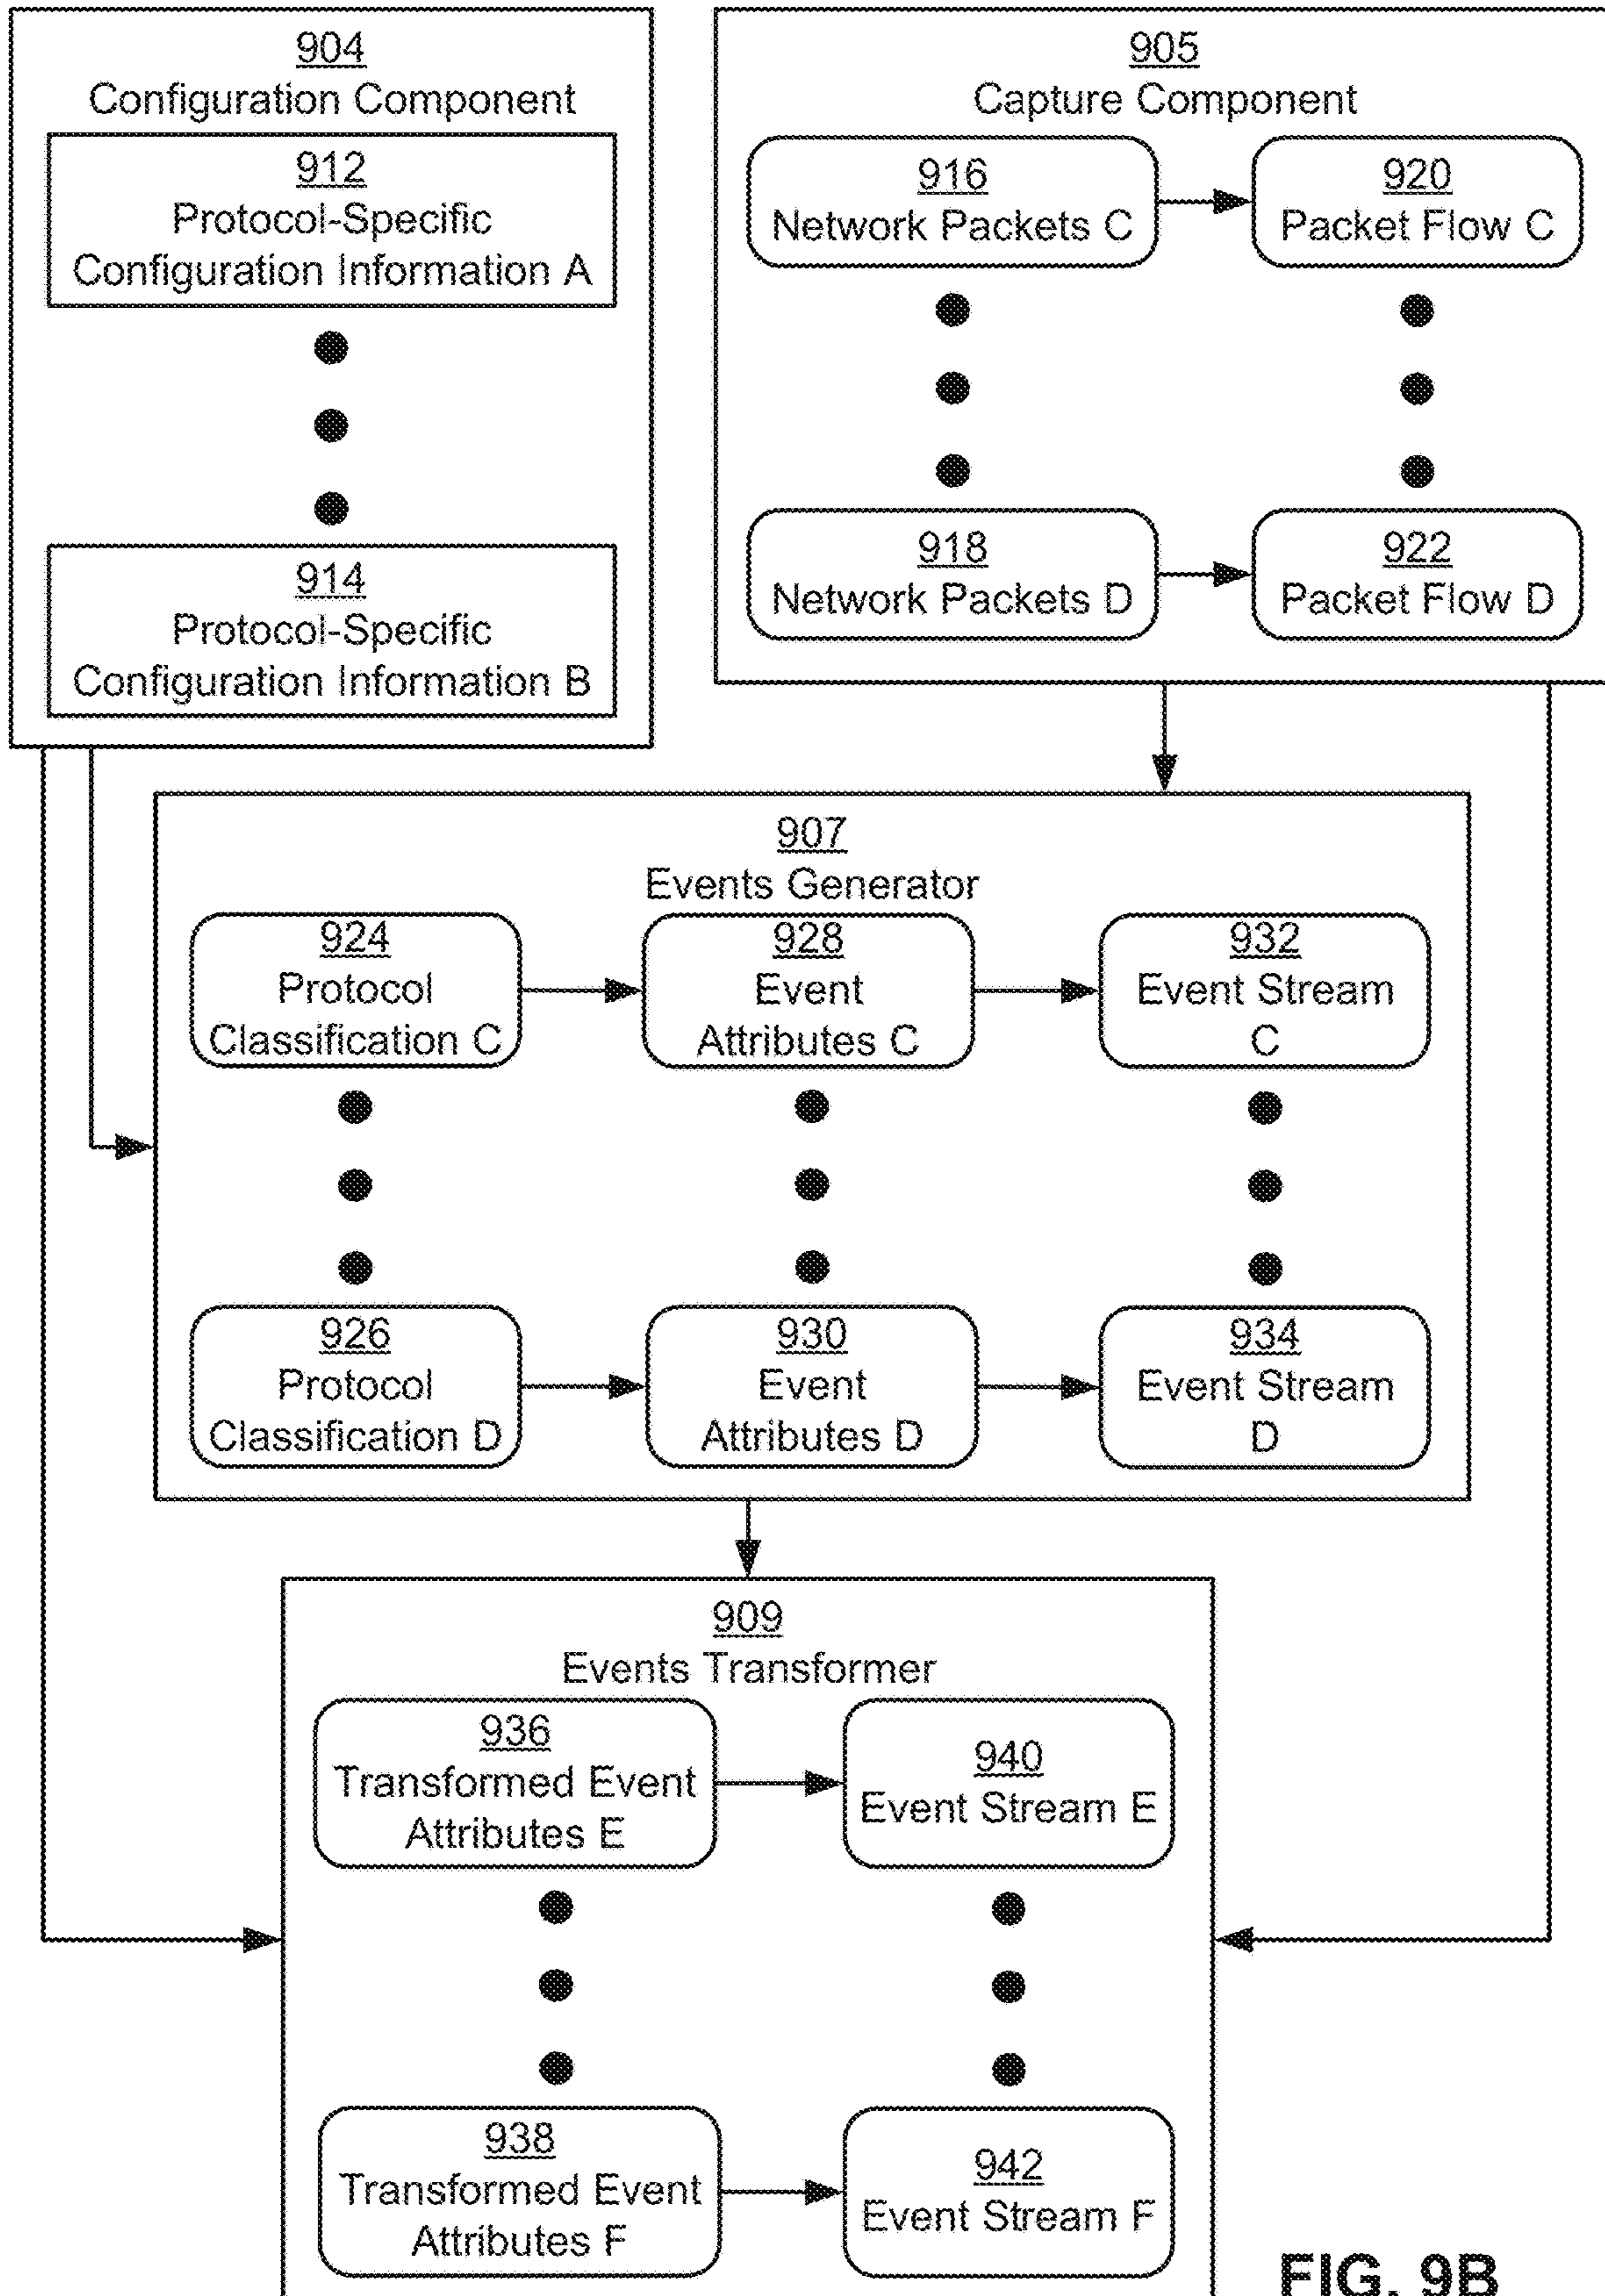 904
Configuration Component
912
Protocol-Specific
Configuration Information A
914
Protocol-Specific
Configuration Information B
905
Capture Component
916
Network Packets C
920
Packet Flow C
918
Network Packets D
922
Packet Flow D
907
Events Generator
924
Protocol
Classification C
928
Event
Attributes C
932
Event Stream
C
926
Protocol
Classification D
930
Event
Attributes D
934
Event Stream
D
909
Events Transformer
936
Transformed Event
Attributes E
940
Event Stream E
938
Transformed Event
Attributes F
942
Event Stream F
FIG. 9B